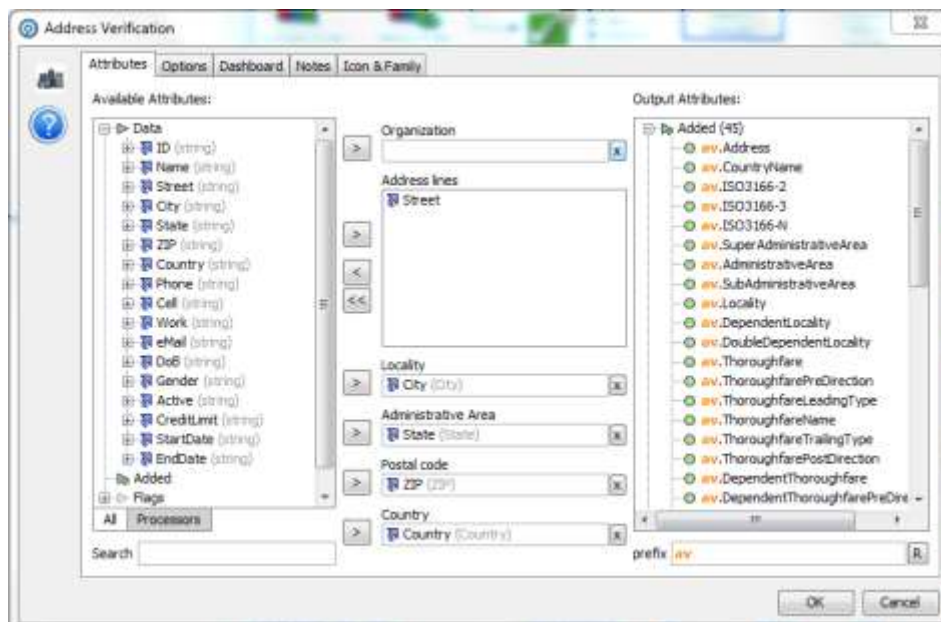 Address Verification
Attributes Options Dashboard Notes Icon & Family
Available Attributes:
Data
ID (string)
Name (string)
Street (string)
City (string)
State (string)
ZIP (string)
Country (string)
Phone (string)
Cell (string)
Work (string)
eMail (string)
DoB (string)
Gender (string)
Active (string)
CreditLimit (string)
StartDate (string)
EndDate (string)
Added
Flags
All Processors
Search
>
Organization
x
Address lines
Street
>
<
<<
Locality
> City (City) x
Administrative Area
> State (State) x
Postal code
> ZIP (ZIP) x
Country
> Country (Country) x
Output Attributes:
Added (45)
av.Address
av.CountryName
av.ISO3166-2
av.ISO3166-3
av.ISO3166-N
av.SuperAdministrativeArea
av.AdministrativeArea
av.SubAdministrativeArea
av.Locality
av.DependentLocality
av.DoubleDependentLocality
av.Thoroughfare
av.ThoroughfarePreDirection
av.ThoroughfareLeadingType
av.ThoroughfareName
av.ThoroughfareTrailingType
av.ThoroughfarePostDirection
av.DependentThoroughfare
av.DependentThoroughfarePreDire
prefix av R
OK Cancel